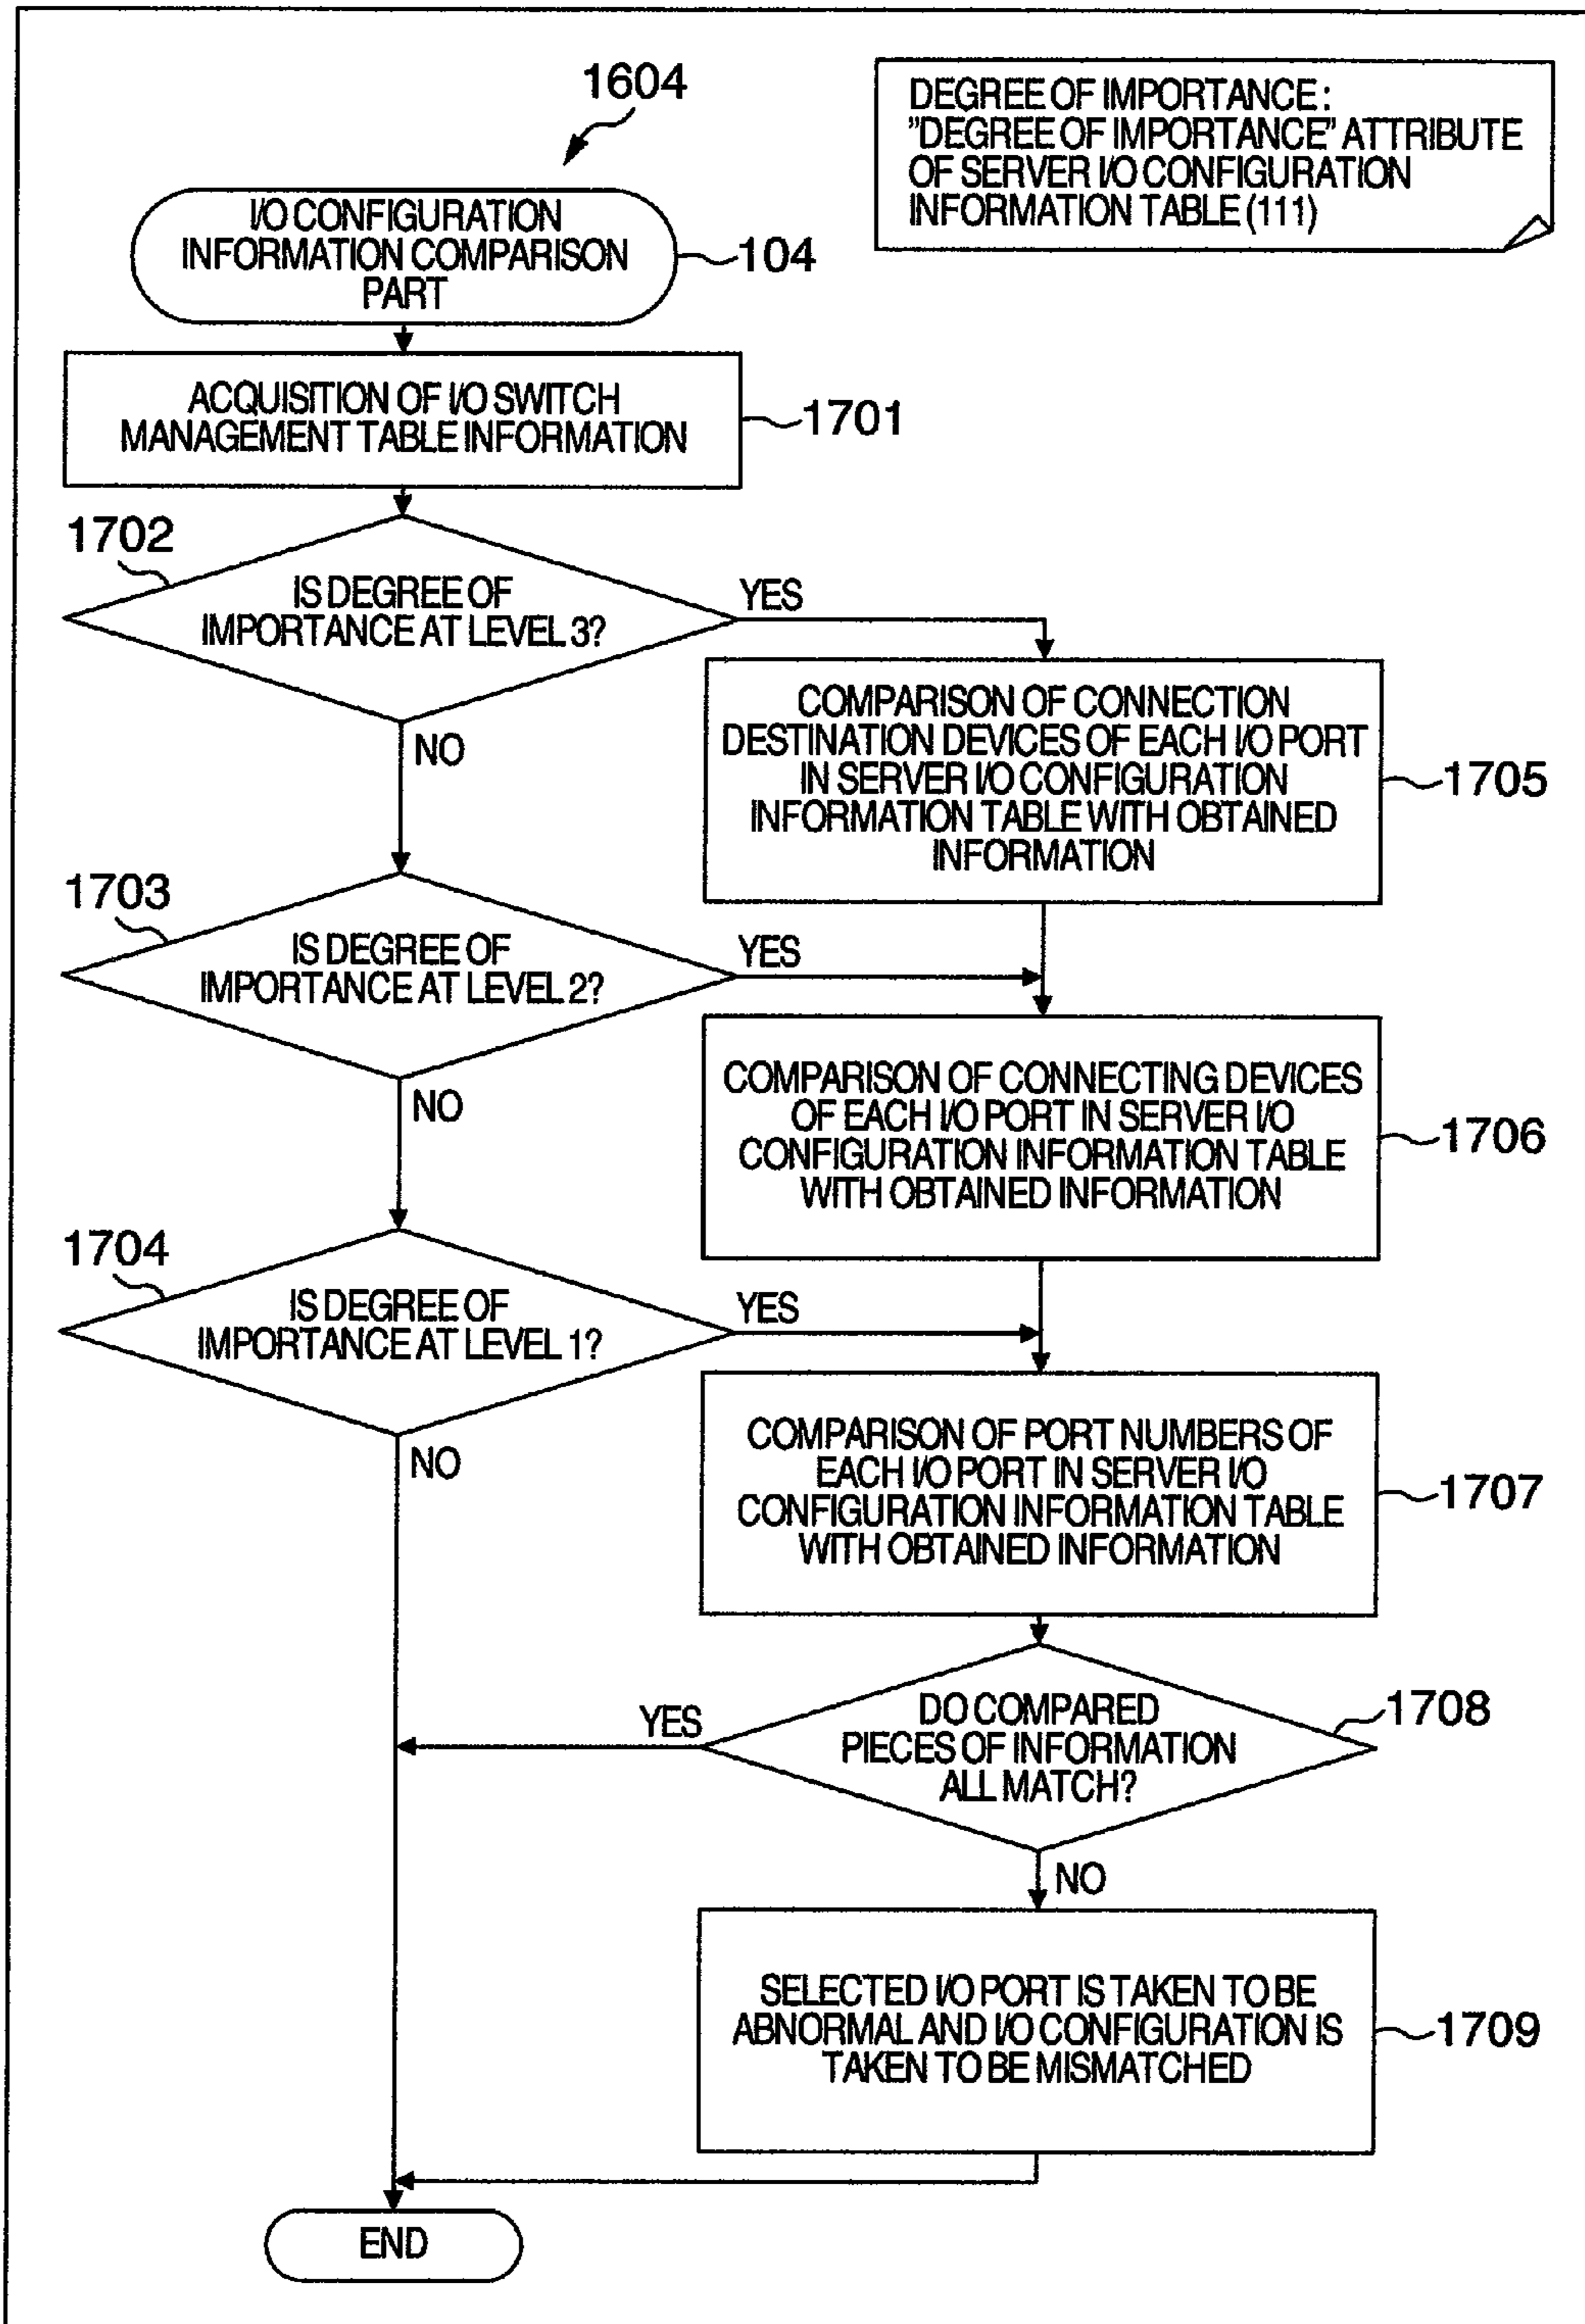 1604
DEGREE OF IMPORTANCE:
"DEGREE OF IMPORTANCE" ATTRIBUTE
OF SERVER I/O CONFIGURATION
INFORMATION TABLE (111)
I/O CONFIGURATION
INFORMATION COMPARISON
PART
104
ACQUISITION OF I/O SWITCH
MANAGEMENT TABLE INFORMATION
1701
1702
IS DEGREE OF
IMPORTANCE AT LEVEL 3?
YES
NO
COMPARISON OF CONNECTION
DESTINATION DEVICES OF EACH I/O PORT
IN SERVER I/O CONFIGURATION
INFORMATION TABLE WITH OBTAINED
INFORMATION
1705
1703
IS DEGREE OF
IMPORTANCE AT LEVEL 2?
YES
NO
COMPARISON OF CONNECTING DEVICES
OF EACH I/O PORT IN SERVER I/O
CONFIGURATION INFORMATION TABLE
WITH OBTAINED INFORMATION
1706
1704
IS DEGREE OF
IMPORTANCE AT LEVEL 1?
YES
NO
COMPARISON OF PORT NUMBERS OF
EACH I/O PORT IN SERVER I/O
CONFIGURATION INFORMATION TABLE
WITH OBTAINED INFORMATION
1707
DO COMPARED
PIECES OF INFORMATION
ALL MATCH?
1708
YES
NO
SELECTED I/O PORT IS TAKEN TO BE
ABNORMAL AND I/O CONFIGURATION IS
TAKEN TO BE MISMATCHED
1709
END